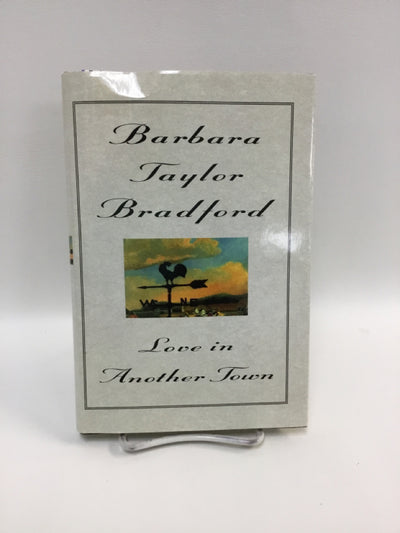 Barbara
Taylor
Bradford
W N E
Love in
Another Town